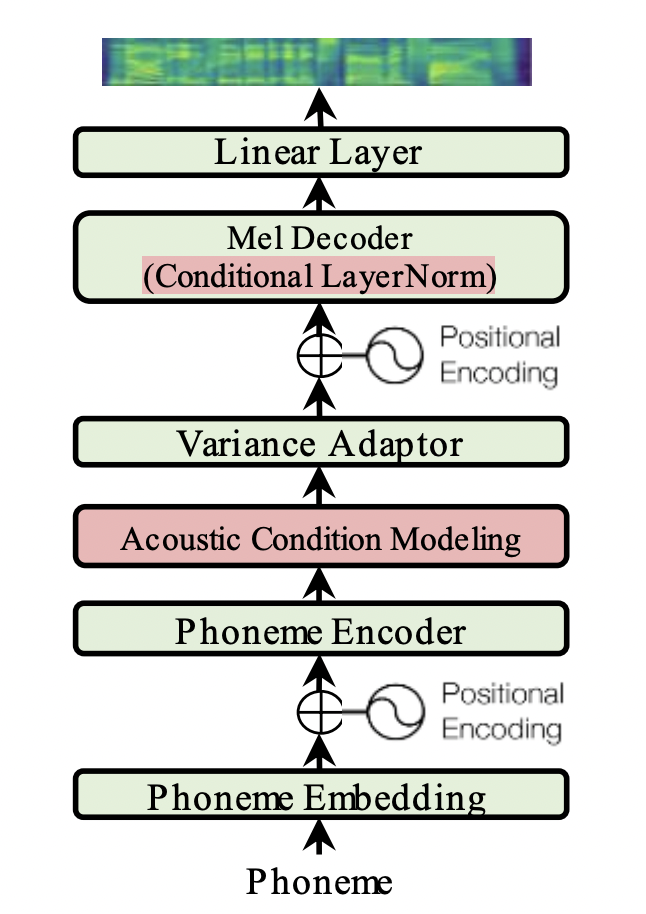 Linear Layer
Mel Decoder
(Conditional LayerNorm)
Positional
Encoding
Variance Adaptor
Acoustic Condition Modeling
Phoneme Encoder
Positional
Encoding
Phoneme Embedding
Phoneme